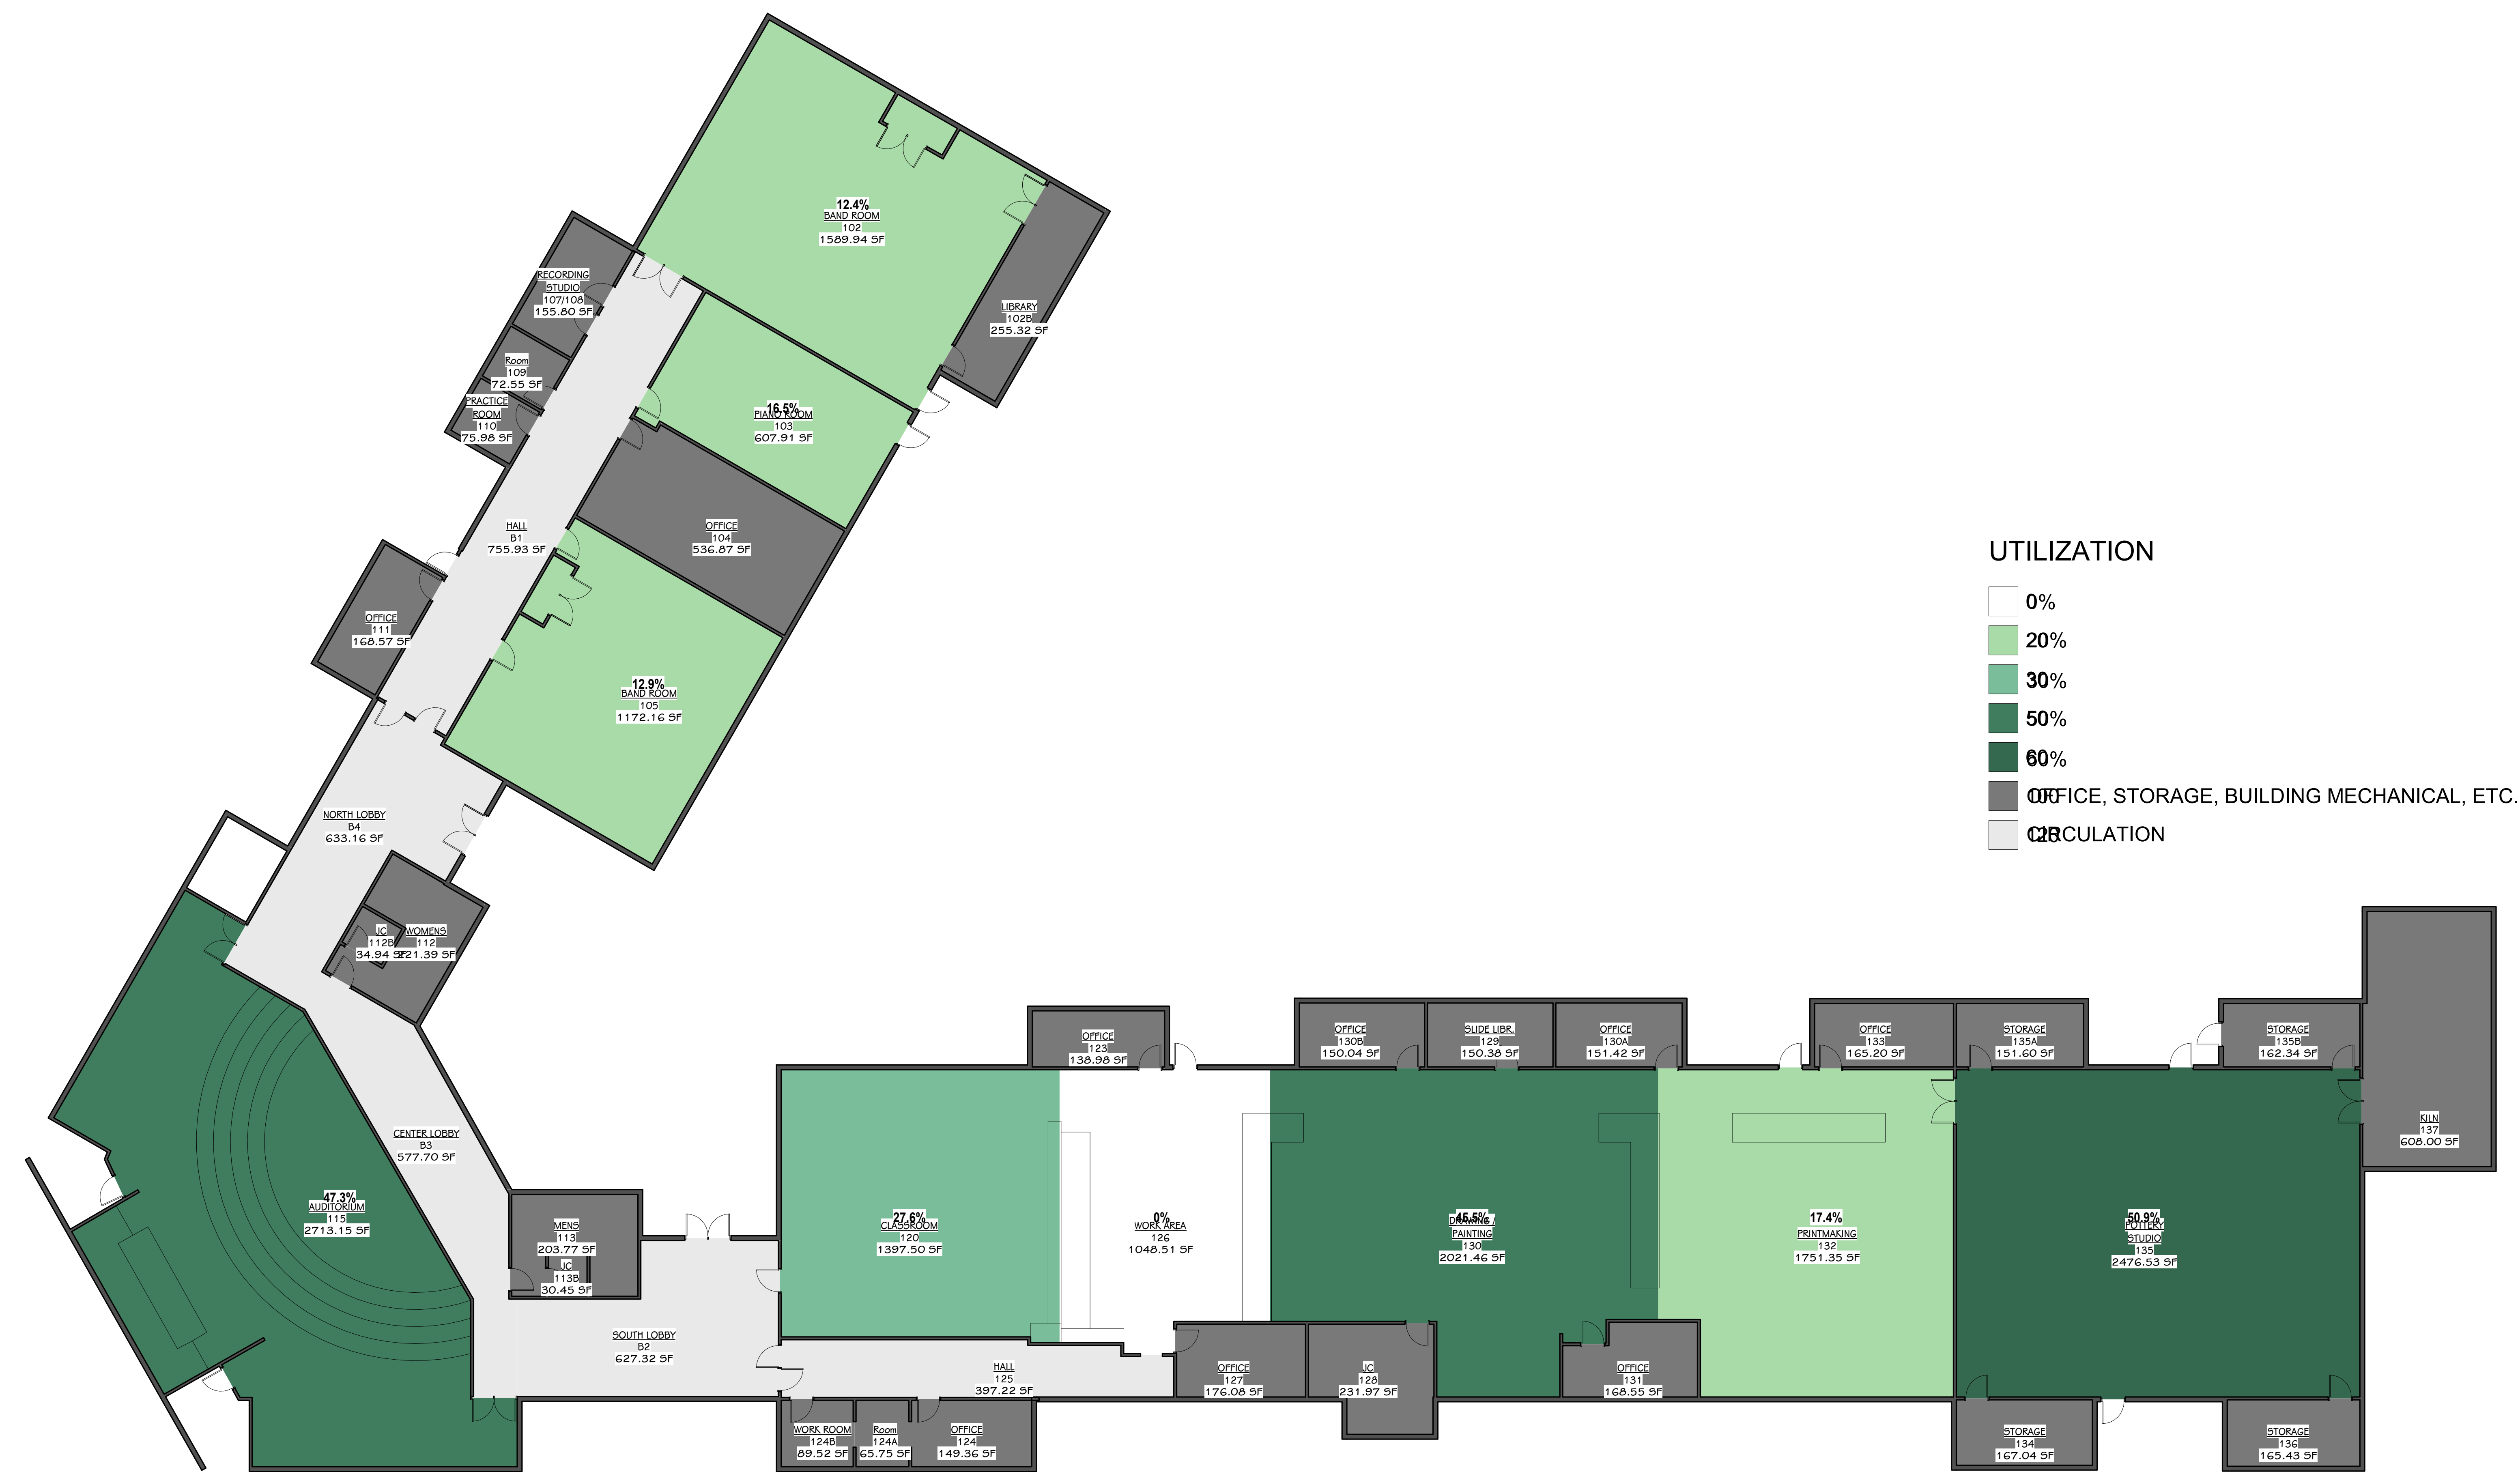 12.4%
BAND ROOM
102
1589.94 SF
RECORDING
STUDIO
107/108
155.80 SF
LIBRARY
102B
255.32 SF
Room
109
72.55 SF
PRACTICE
ROOM
110
75.98 SF
16.5%
PIANO ROOM
103
607.91 SF
HALL
B1
755.93 SF
OFFICE
104
536.87 SF
OFFICE
111
168.57 SF
12.9%
BAND ROOM
105
1172.16 SF
UTILIZATION
0%
20%
30%
50%
60%
100
OFFICE, STORAGE, BUILDING MECHANICAL, ETC.
CIRCULATION
NORTH LOBBY
B4
633.16 SF
JC
112B
34.94 SF
WOMENS
112
221.39 SF
CENTER LOBBY
B3
577.70 SF
47.3%
AUDITORIUM
115
2713.15 SF
MENS
113
203.77 SF
JC
113B
30.45 SF
SOUTH LOBBY
B2
627.32 SF
OFFICE
123
138.98 SF
27.6%
CLASSROOM
120
1397.50 SF
0%
WORK AREA
126
1048.51 SF
OFFICE
130B
150.04 SF
SLIDE LIBR.
129
150.38 SF
OFFICE
130A
151.42 SF
OFFICE
133
165.20 SF
STORAGE
135A
151.60 SF
STORAGE
135B
162.34 SF
KILN
137
608.00 SF
45.5%
DRAWING /
PAINTING
130
2021.46 SF
17.4%
PRINTMAKING
132
1751.35 SF
50.9%
POTTERY
STUDIO
135
2476.53 SF
HALL
125
397.22 SF
OFFICE
127
176.08 SF
JC
128
231.97 SF
OFFICE
131
168.55 SF
WORK ROOM
124B
89.52 SF
Room
124A
65.75 SF
OFFICE
124
149.36 SF
STORAGE
134
167.04 SF
STORAGE
136
165.43 SF